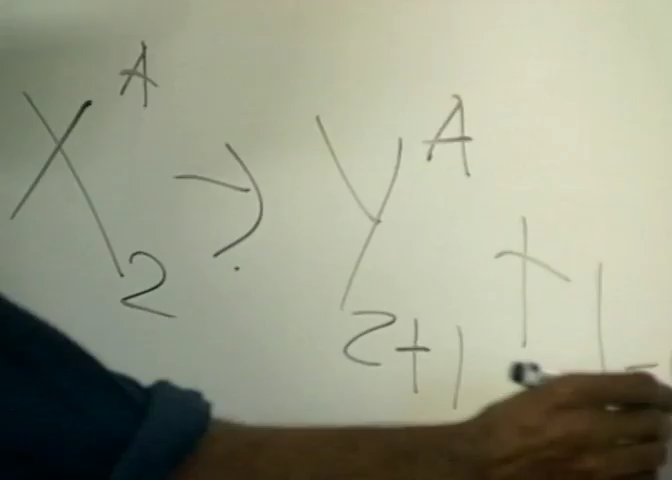 X^A_2 → Y^A_{2+1} + 1 -